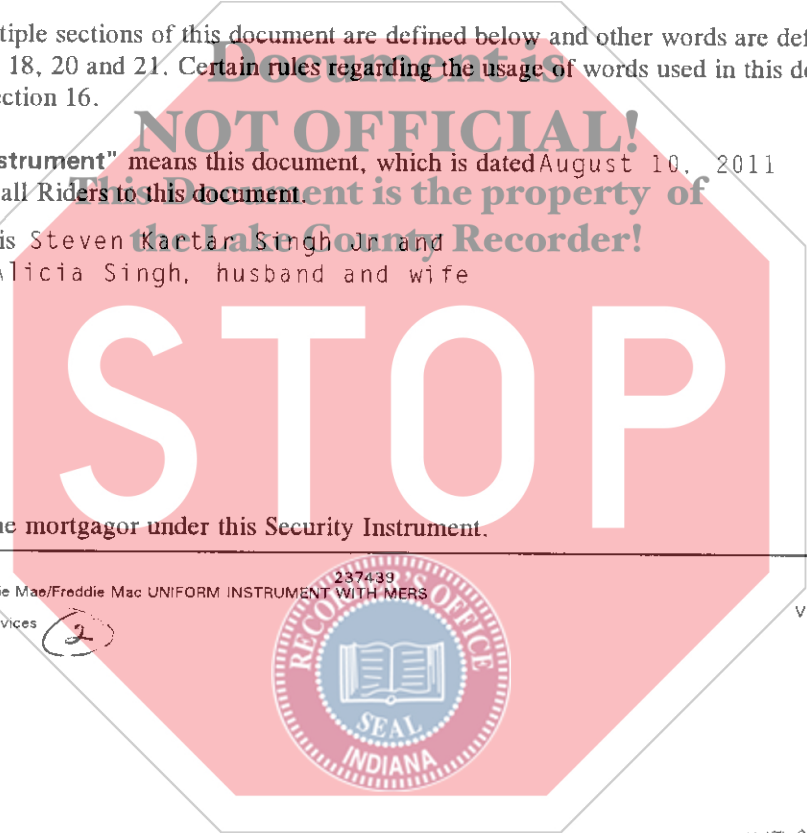 tiple sections of this document are defined below and other words are def
Document is
18, 20 and 21. Certain rules regarding the usage of words used in this do
ction 16.
NOT OFFICIAL!
strument" means this document, which is dated August 10, 2011
all Riders to this document.
This Document is the property of
is Steven Kartar Singh Jr and
the Lake County Recorder!
Alicia Singh, husband and wife
STOP
e mortgagor under this Security Instrument.
237439
ie Mae/Freddie Mac UNIFORM INSTRUMENT WITH MERS
V
vices
2
RECORDER'S OFFICE
SEAL
INDIANA